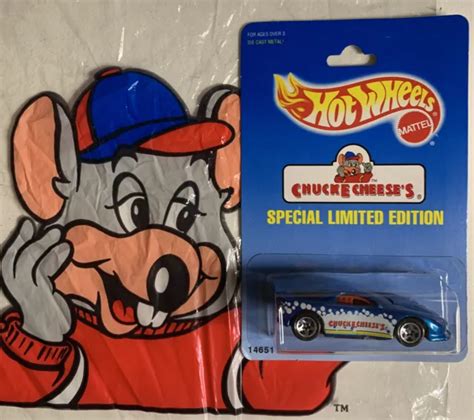 FOR AGES OVER 3
DIE CAST METAL!
Hot Wheels
MATTEL
CHUCK E CHEESE'S
SPECIAL LIMITED EDITION
CHUCK E CHEESE'S
14651
TM